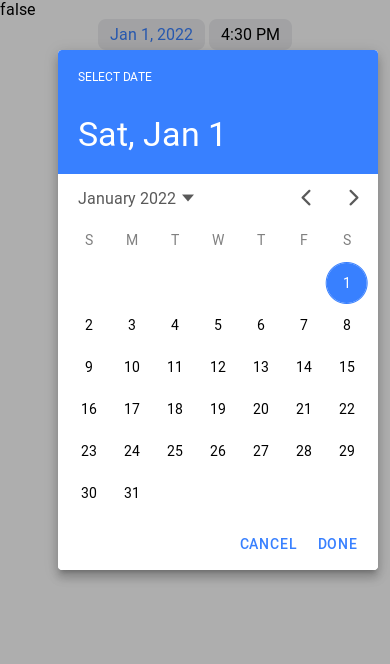 false
Jan 1, 2022 4:30 PM
SELECT DATE
Sat, Jan 1
January 2022
S M T W T F S
1
2 3 4 5 6 7 8
9 10 11 12 13 14 15
16 17 18 19 20 21 22
23 24 25 26 27 28 29
30 31
CANCEL DONE